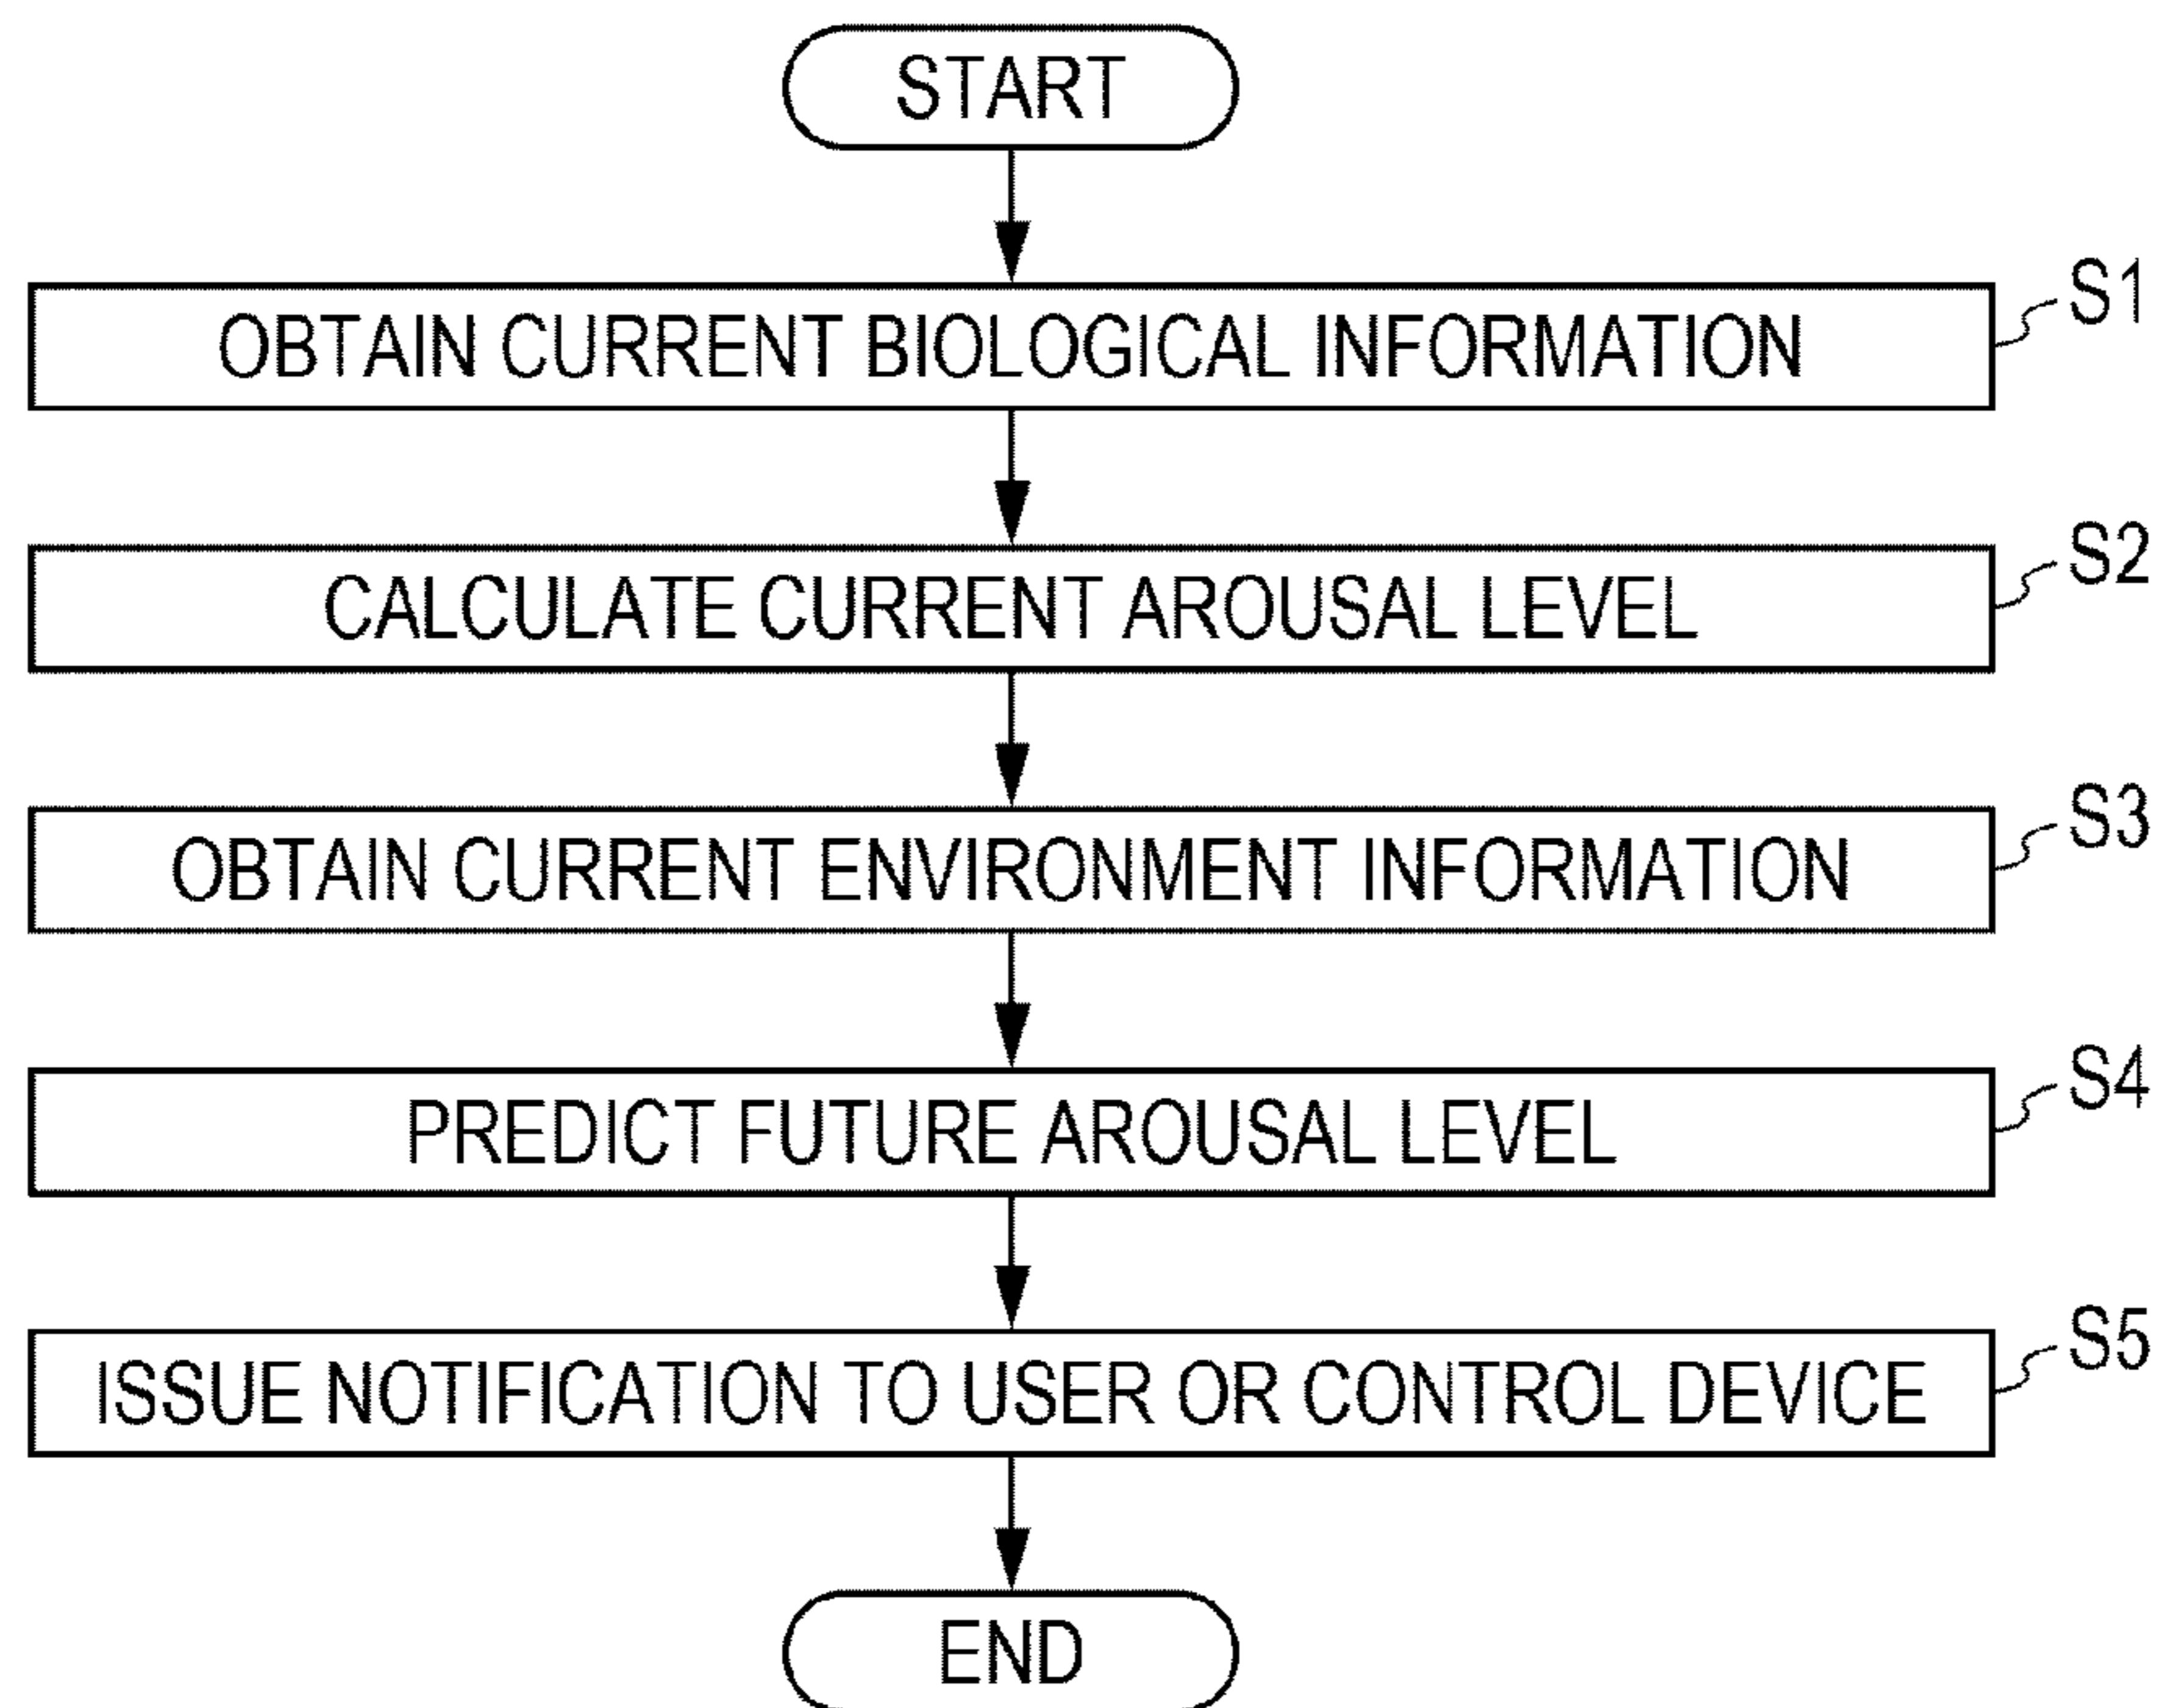 START
OBTAIN CURRENT BIOLOGICAL INFORMATION
S1
CALCULATE CURRENT AROUSAL LEVEL
S2
OBTAIN CURRENT ENVIRONMENT INFORMATION
S3
PREDICT FUTURE AROUSAL LEVEL
S4
ISSUE NOTIFICATION TO USER OR CONTROL DEVICE
S5
END